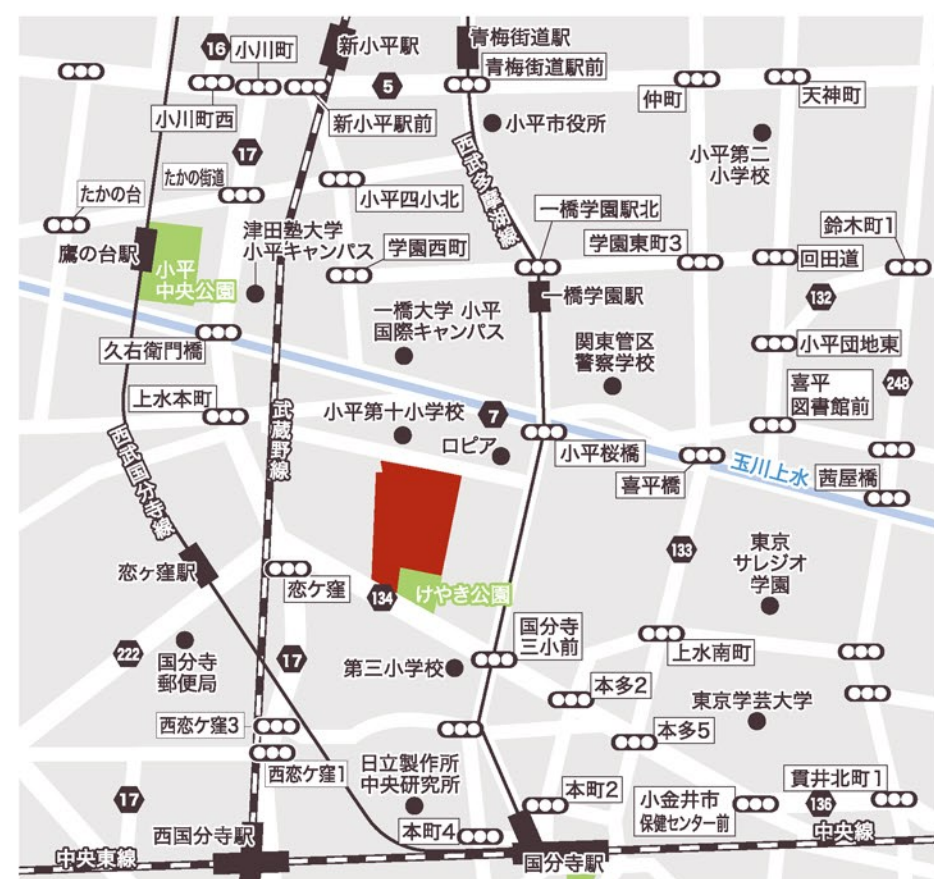 16
小川町
新小平駅
青梅街道駅
青梅街道駅前
5
小川町西
新小平駅前
仲町
天神町
小平市役所
小平第二
小学校
17
たかの街道
西武多摩湖線
たかの台
小平四小北
一橋学園駅北
鈴木町1
津田塾大学
小平キャンパス
学園西町
学園東町3
回田道
鷹の台駅
小平
中央公園
一橋学園駅
132
一橋大学 小平
国際キャンパス
関東管区
警察学校
久右衛門橋
小平団地東
喜平
図書館前
248
上水本町
武蔵野線
小平第十小学校
7
ロピア
小平桜橋
喜平橋
玉川上水
茜屋橋
西武国分寺線
恋ヶ窪駅
恋ケ窪
134
けやき公園
133
東京
サレジオ
学園
222
国分寺
郵便局
17
第三小学校
国分寺
三小前
上水南町
本多2
東京学芸大学
西恋ケ窪3
本多5
西恋ケ窪1
日立製作所
中央研究所
17
本町2
小金井市
保健センター前
貫井北町1
136
西国分寺駅
本町4
中央線
中央東線
国分寺駅